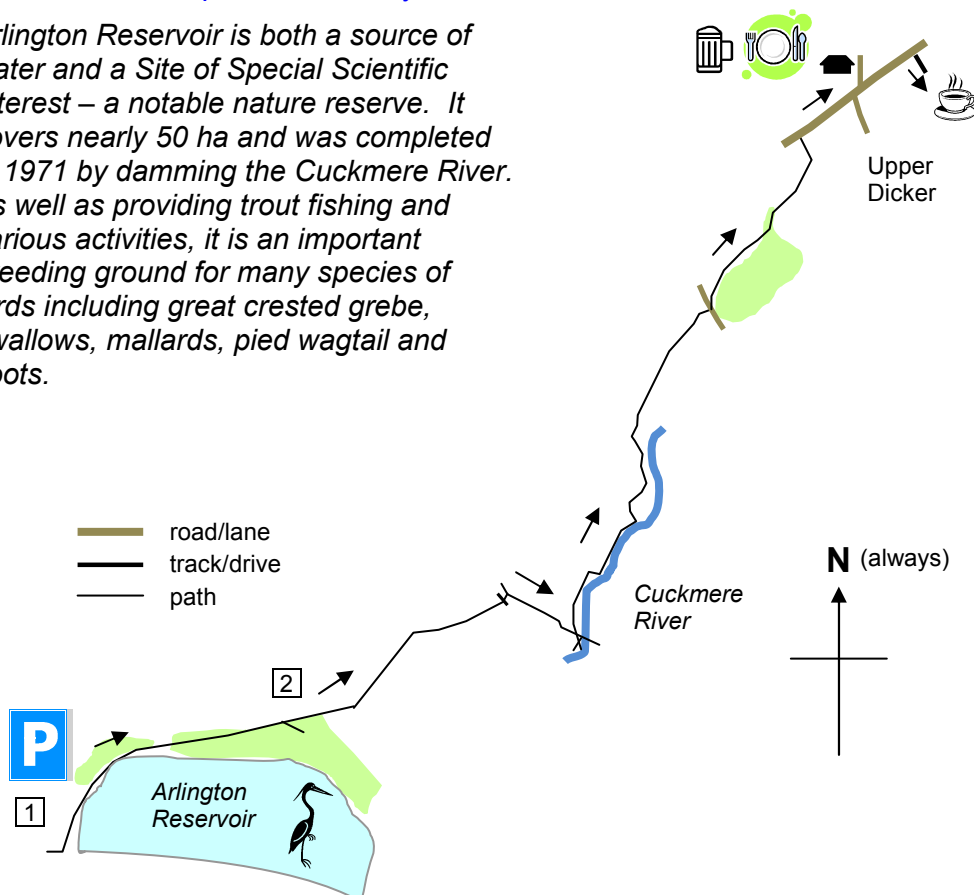 rlington Reservoir is both a source of
ater and a Site of Special Scientific
terest – a notable nature reserve. It
overs nearly 50 ha and was completed
1971 by damming the Cuckmere River.
s well as providing trout fishing and
arious activities, it is an important
eeding ground for many species of
rds including great crested grebe,
wallows, mallards, pied wagtail and
oots.
Upper
Dicker
road/lane
track/drive
path
N (always)
Cuckmere
River
2
P
1
Arlington
Reservoir